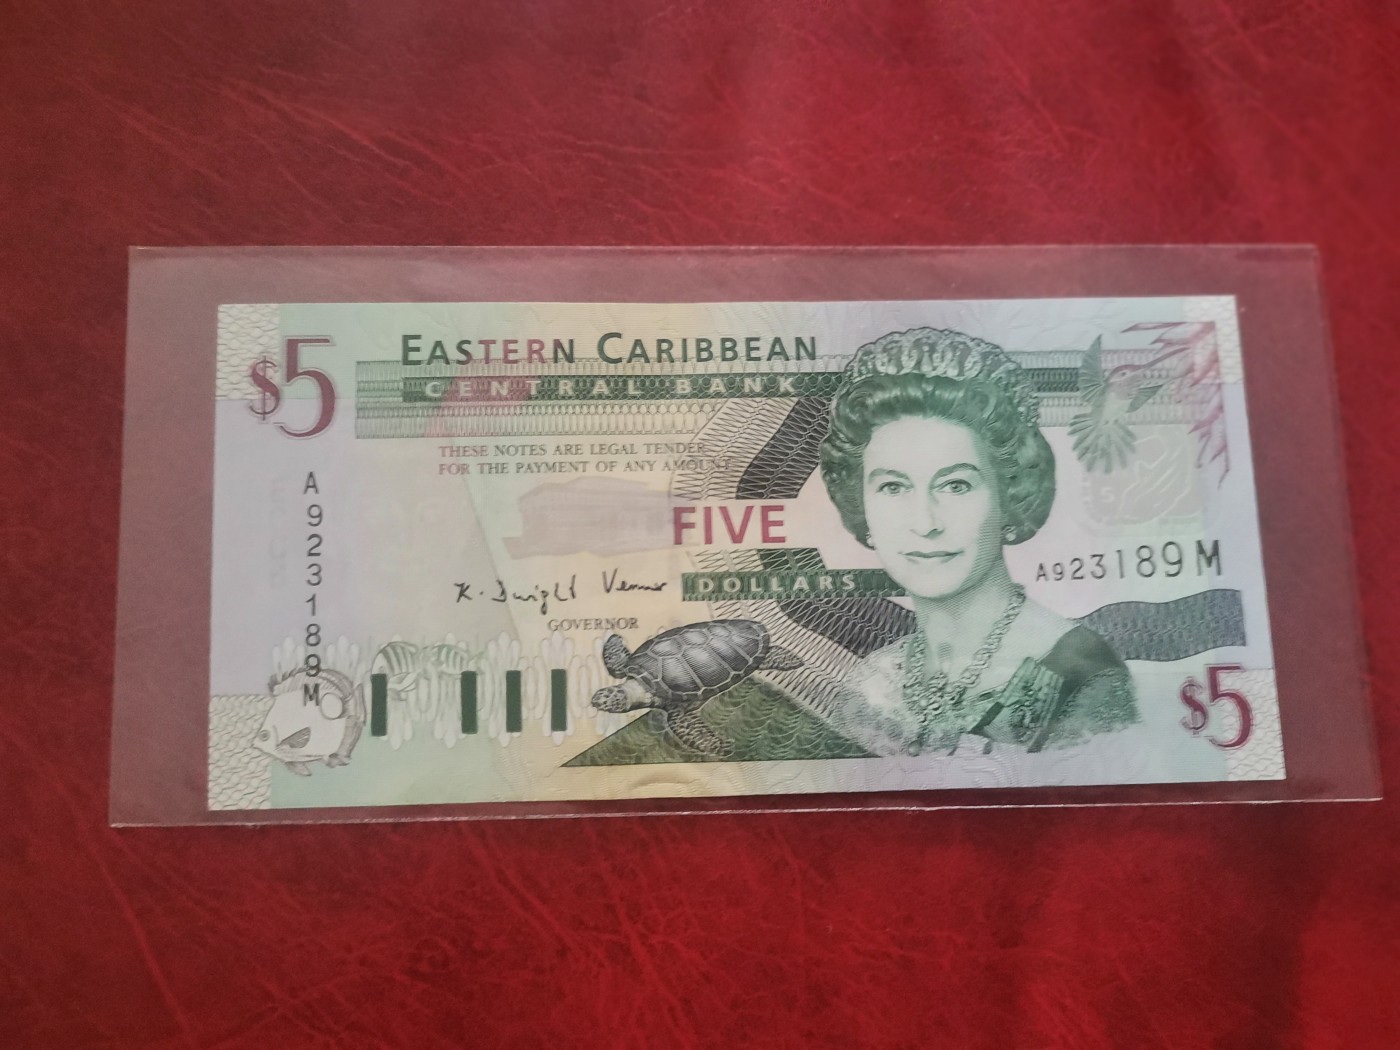 $5
EASTERN CARIBBEAN
CENTRAL BANK
THESE NOTES ARE LEGAL TENDER
FOR THE PAYMENT OF ANY AMOUNT
A923189M
FIVE
DOLLARS
K. Dwight Venner
GOVERNOR
A923189M
$5